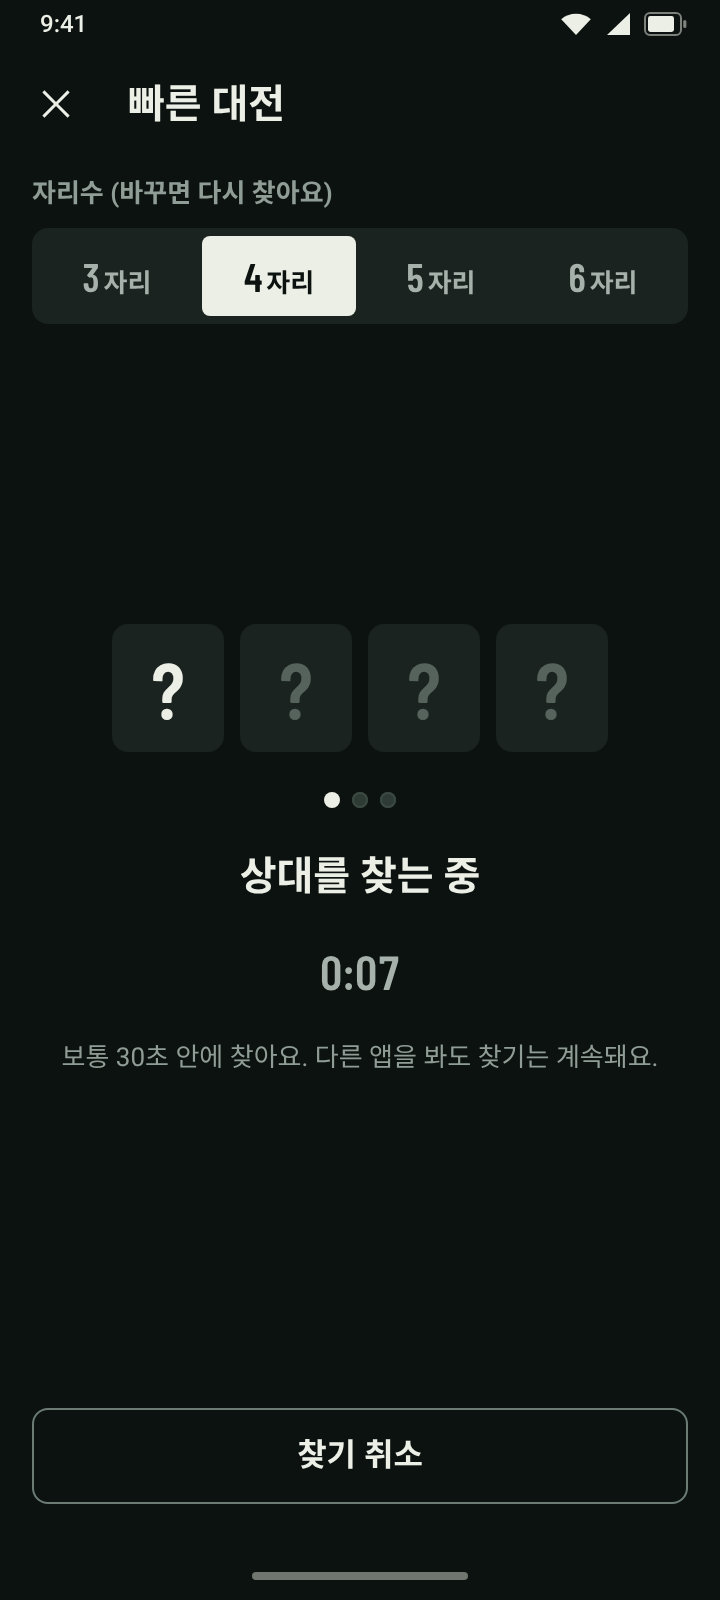 9:41
빠른 대전
자리수 (바꾸면 다시 찾아요)
3자리 4자리 5자리 6자리
? ? ? ?
상대를 찾는 중
0:07
보통 30초 안에 찾아요. 다른 앱을 봐도 찾기는 계속돼요.
찾기 취소